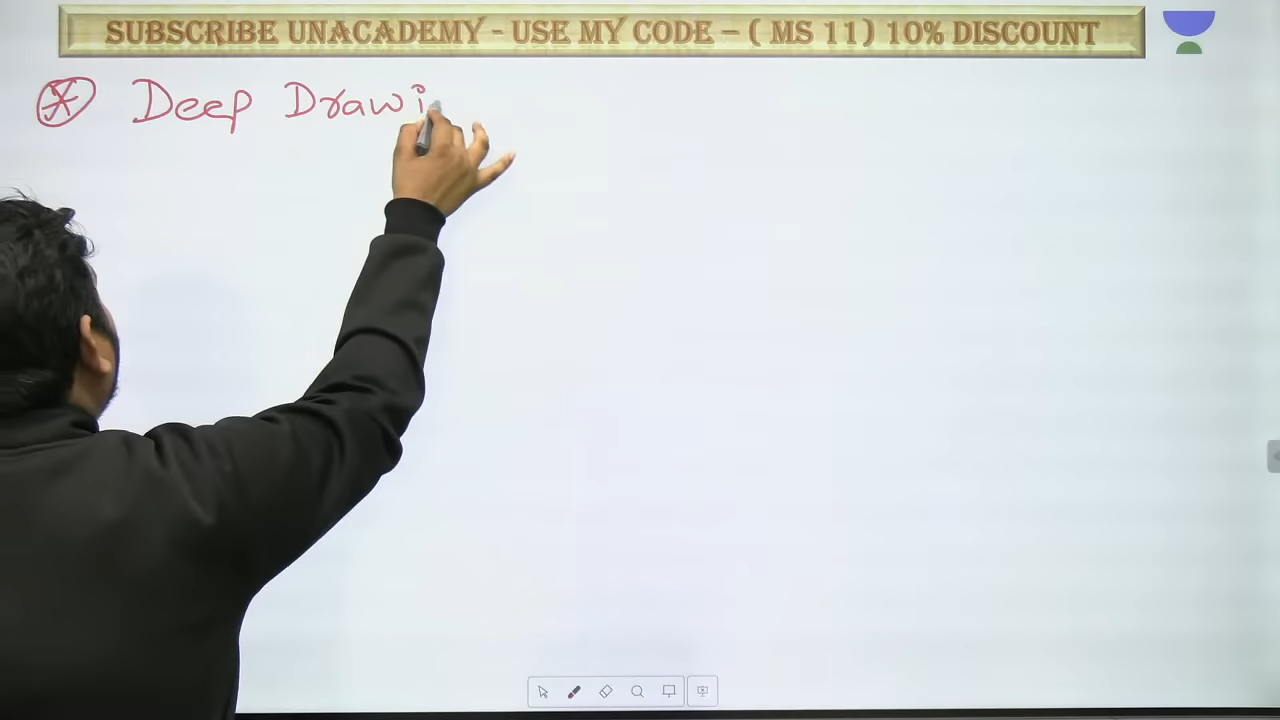 SUBSCRIBE UNACADEMY - USE MY CODE – ( MS 11) 10% DISCOUNT
Deep Drawi